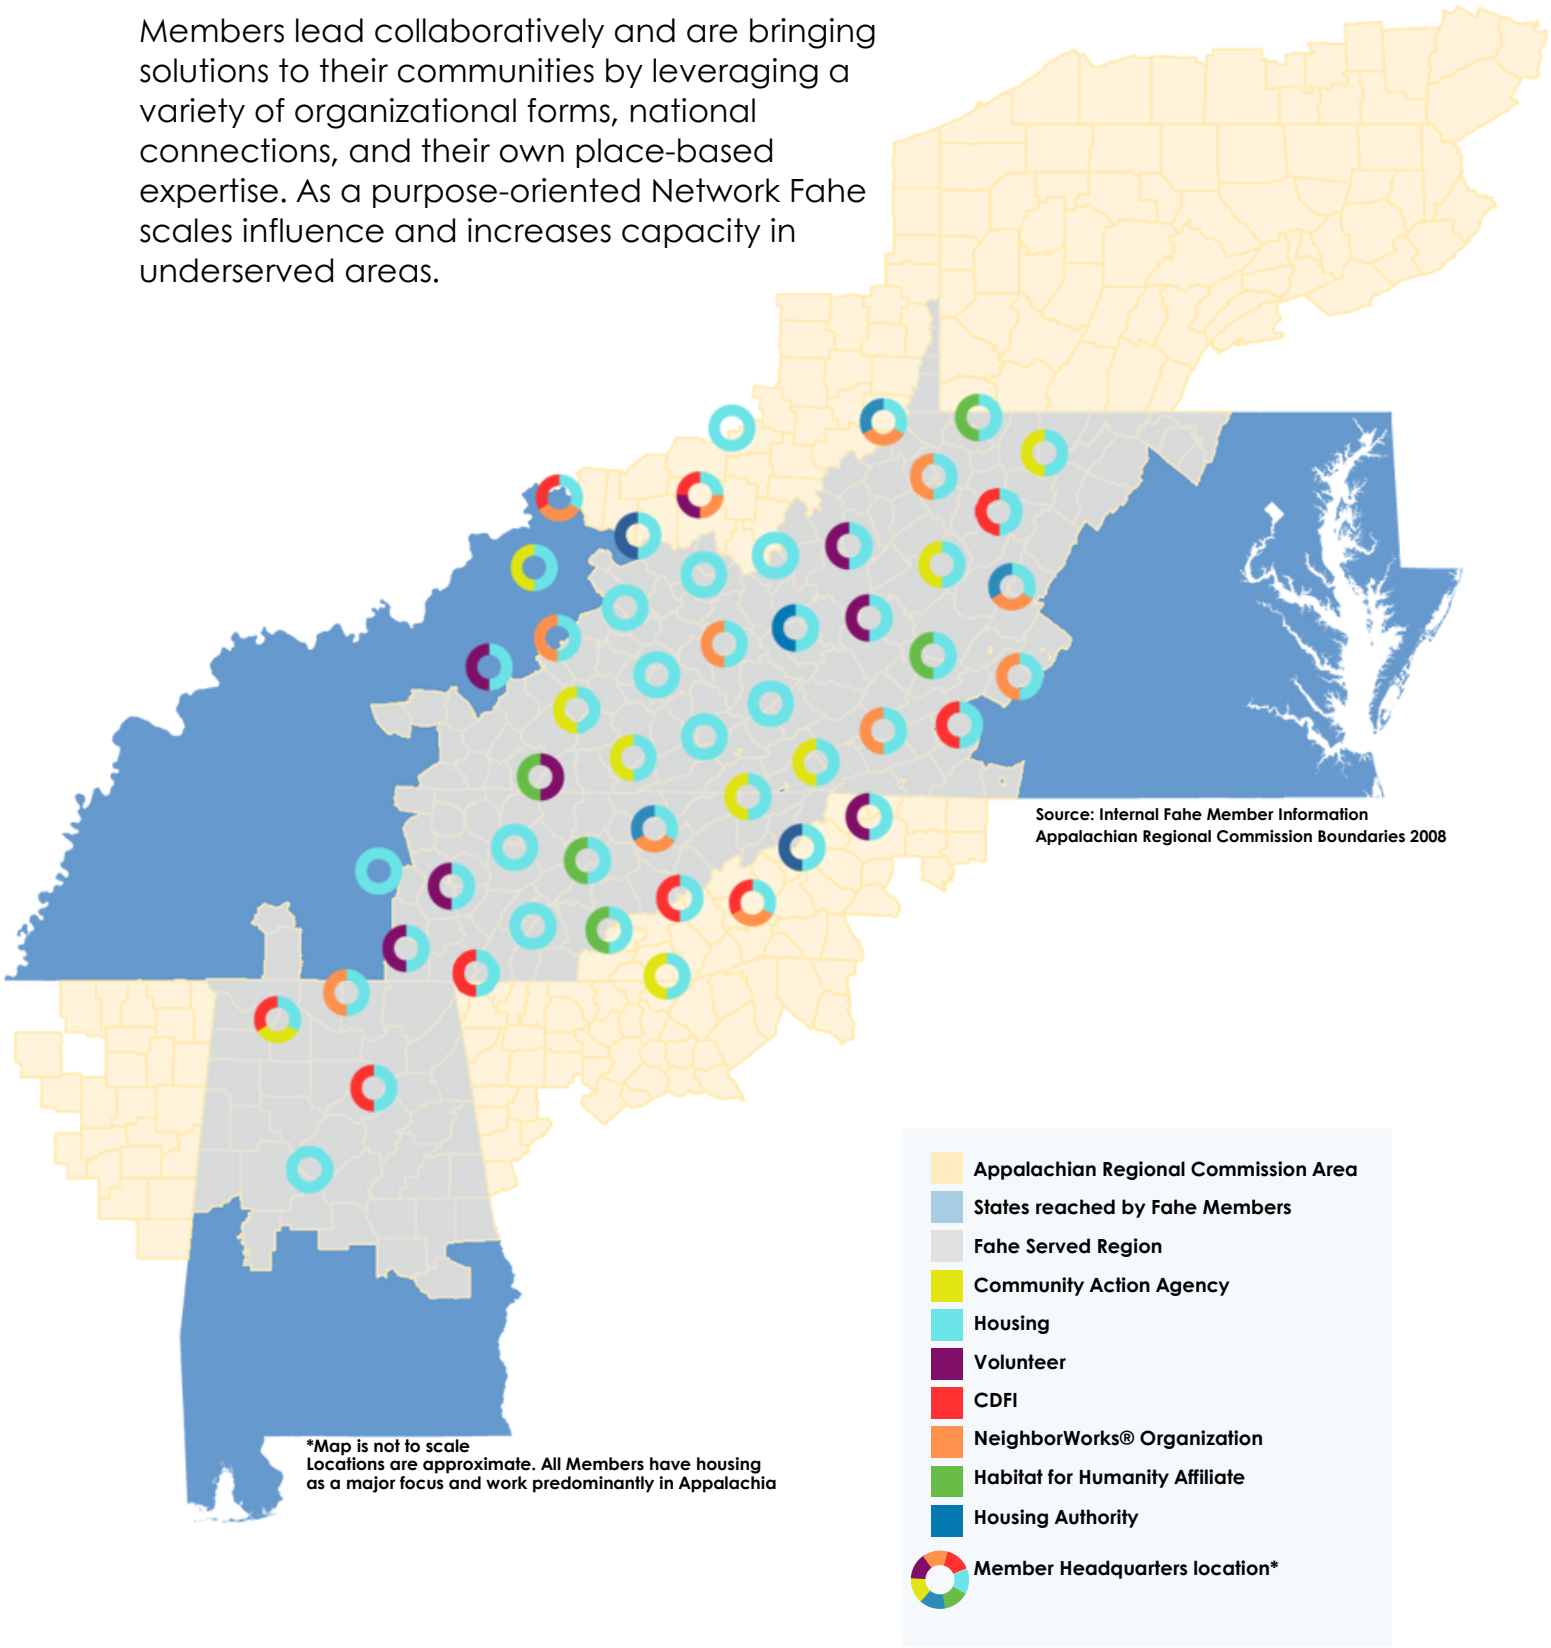 Members lead collaboratively and are bringing
solutions to their communities by leveraging a
variety of organizational forms, national
connections, and their own place-based
expertise. As a purpose-oriented Network Fahe
scales influence and increases capacity in
underserved areas.
Source: Internal Fahe Member Information
Appalachian Regional Commission Boundaries 2008
Appalachian Regional Commission Area
States reached by Fahe Members
Fahe Served Region
Community Action Agency
Housing
Volunteer
CDFI
NeighborWorks® Organization
Habitat for Humanity Affiliate
Housing Authority
Member Headquarters location*
*Map is not to scale
Locations are approximate. All Members have housing
as a major focus and work predominantly in Appalachia